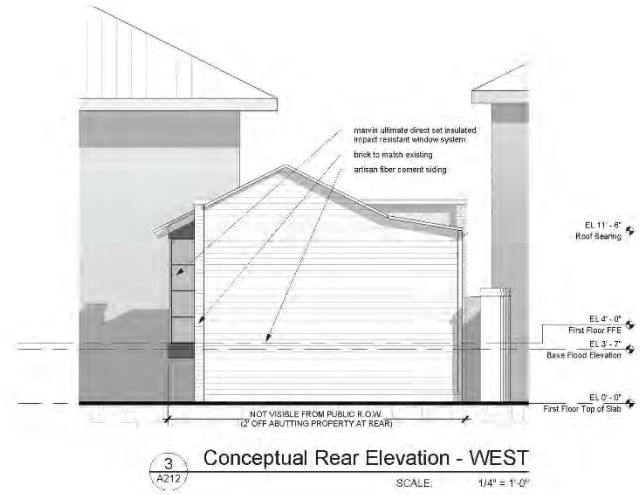 marvin ultimate direct set insulated
impact resistant window system
brick to match existing
artisan fiber cement siding
EL 11' - 6"
Roof Bearing
EL 4' - 0"
First Floor FFE
EL 3' - 7"
Base Flood Elevation
EL 0' - 0"
First Floor Top of Slab
NOT VISIBLE FROM PUBLIC R.O.W.
(2' OFF ABUTTING PROPERTY AT REAR)
3
A212
Conceptual Rear Elevation - WEST
SCALE: 1/4" = 1'-0"